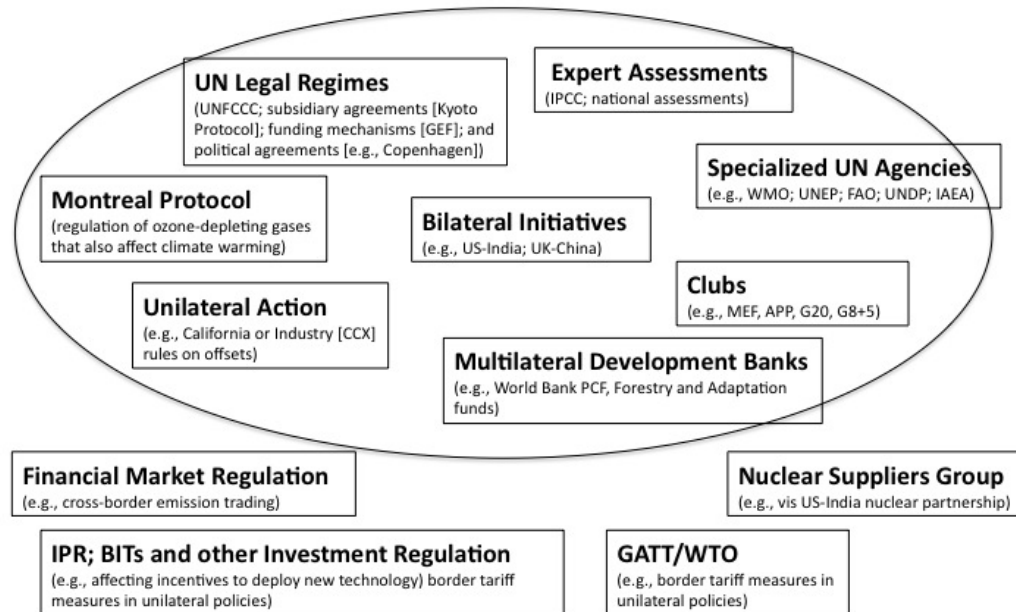 UN Legal Regimes
(UNFCCC; subsidiary agreements [Kyoto
Protocol]; funding mechanisms [GEF]; and
political agreements [e.g., Copenhagen])
Expert Assessments
(IPCC; national assessments)
Specialized UN Agencies
(e.g., WMO; UNEP; FAO; UNDP; IAEA)
Montreal Protocol
(regulation of ozone-depleting gases
that also affect climate warming)
Bilateral Initiatives
(e.g., US-India; UK-China)
Clubs
(e.g., MEF, APP, G20, G8+5)
Unilateral Action
(e.g., California or Industry [CCX]
rules on offsets)
Multilateral Development Banks
(e.g., World Bank PCF, Forestry and Adaptation
funds)
Financial Market Regulation
(e.g., cross-border emission trading)
Nuclear Suppliers Group
(e.g., vis US-India nuclear partnership)
IPR; BITs and other Investment Regulation
(e.g., affecting incentives to deploy new technology) border tariff
measures in unilateral policies)
GATT/WTO
(e.g., border tariff measures in
unilateral policies)